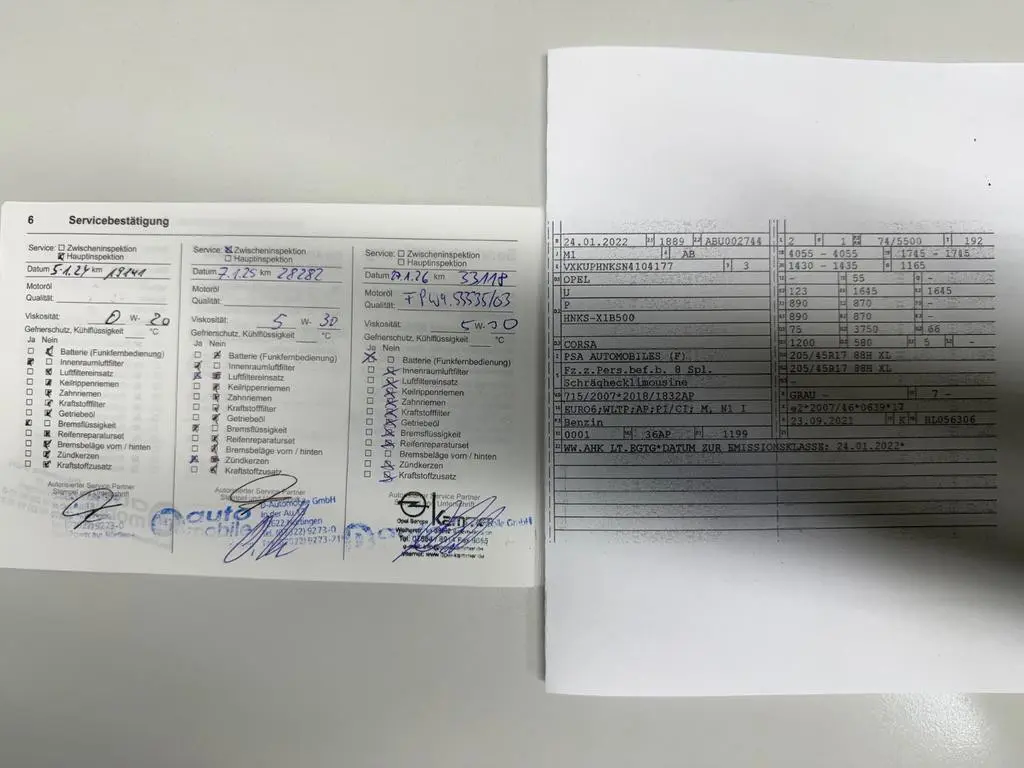 6 Servicebestätigung
Service: Zwischeninspektion
Hauptinspektion
Datum 5.1.24 km 19141
Motoröl
Qualität:
Viskosität: 0 W- 20
Gefrierschutz, Kühlflüssigkeit °C
Ja Nein
Batterie (Funkfernbedienung)
Innenraumluftfilter
Luftfiltereinsatz
Keilrippenriemen
Zahnriemen
Kraftstofffilter
Getriebeöl
Bremsflüssigkeit
Reifenreparaturset
Bremsbeläge vorn / hinten
Zündkerzen
Kraftstoffzusatz
Autorisierter Service Partner
Service: Zwischeninspektion
Hauptinspektion
Datum 7.1.25 km 28282
Motoröl
Qualität:
Viskosität: 5 W- 30
Gefrierschutz, Kühlflüssigkeit °C
Ja Nein
Batterie (Funkfernbedienung)
Innenraumluftfilter
Luftfiltereinsatz
Keilrippenriemen
Zahnriemen
Kraftstofffilter
Getriebeöl
Bremsflüssigkeit
Reifenreparaturset
Bremsbeläge vorn / hinten
Zündkerzen
Kraftstoffzusatz
Autorisierter Service Partner
auto
mobile
Service: Zwischeninspektion
Hauptinspektion
Datum km 33118
Motoröl
Qualität:
Viskosität: 5 W- 30
Gefrierschutz, Kühlflüssigkeit °C
Ja Nein
Batterie (Funkfernbedienung)
Innenraumluftfilter
Luftfiltereinsatz
Keilrippenriemen
Zahnriemen
Kraftstofffilter
Getriebeöl
Bremsflüssigkeit
Reifenreparaturset
Bremsbeläge vorn / hinten
Zündkerzen
Kraftstoffzusatz
Autorisierter Service Partner
24.01.2022 1889 ABU002744
MI AB
VXKUPHNKSN4104177 3
OPEL
U
P
HNKS-X1B500
CORSA
PSA AUTOMOBILES (F)
Fz.z.Pers.bef.b. 8 Spl.
Schräghecklimousine
715/2007*2018/1832AP
EURO6;WLTP;AP;PI/CI; M, N1 I
Benzin
0001 36AP 1199
WW.AHK LT.BGTG*DATUM ZUR EMISSIONSKLASSE: 24.01.2022*
2 1 74/5500 192
4055 - 4055 1745 - 1745
1430 - 1435 1165
- 55 -
123 1645 1645
890 870
890 870
75 3750 66
1200 580 5 -
205/45R17 88H XL
205/45R17 88H XL
-
GRAU 7 -
e2*2007/46*0639*17
23.09.2021 K HL056306